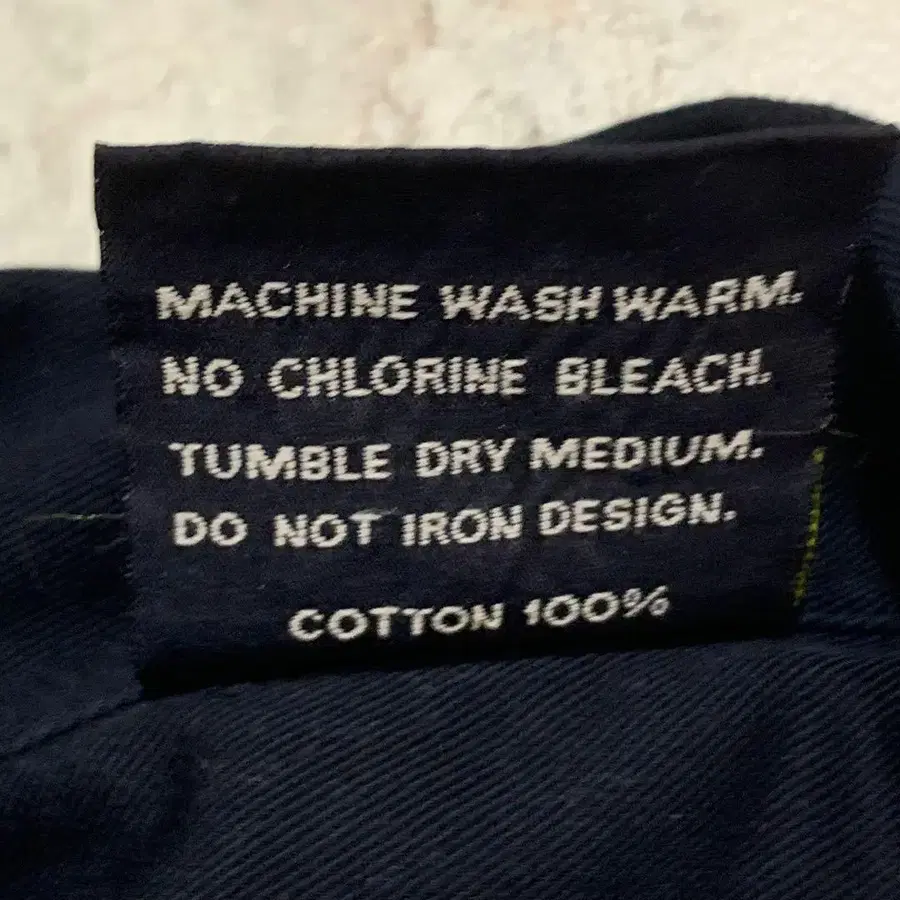 MACHINE WASH WARM.
NO CHLORINE BLEACH.
TUMBLE DRY MEDIUM.
DO NOT IRON DESIGN.
COTTON 100%